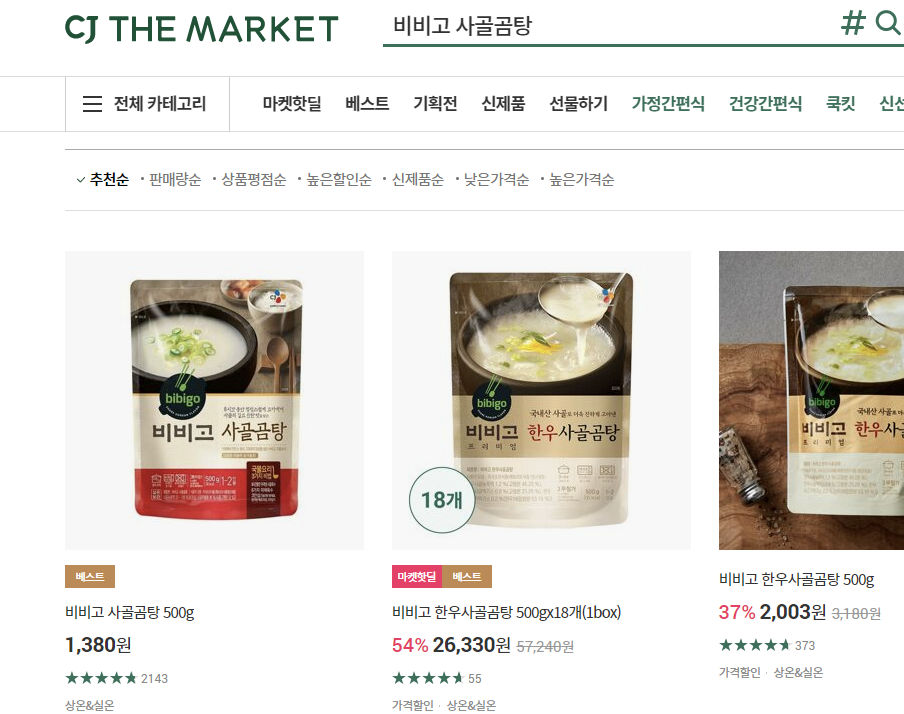 CJ THE MARKET
비비고 사골곰탕
전체 카테고리
마켓핫딜 베스트 기획전 신제품 선물하기 가정간편식 건강간편식 쿡킷 신선
추천순 · 판매량순 · 상품평점순 · 높은할인순 · 신제품순 · 낮은가격순 · 높은가격순
CJ
bibigo
비비고 사골곰탕
국물요리
500g 1-2
CJ
bibigo
국내산 사골로 더욱 진하게 고아낸
비비고 한우사골곰탕
프리미엄
500g
18개
bibigo
국내산 사골로 더
비비고 한우사골
프리미엄
베스트
비비고 사골곰탕 500g
1,380원
2143
상온&실온
마켓핫딜 베스트
비비고 한우사골곰탕 500gx18개(1box)
54% 26,330원 57,240원
55
가격할인 · 상온&실온
비비고 한우사골곰탕 500g
37% 2,003원 3,180원
373
가격할인 · 상온&실온